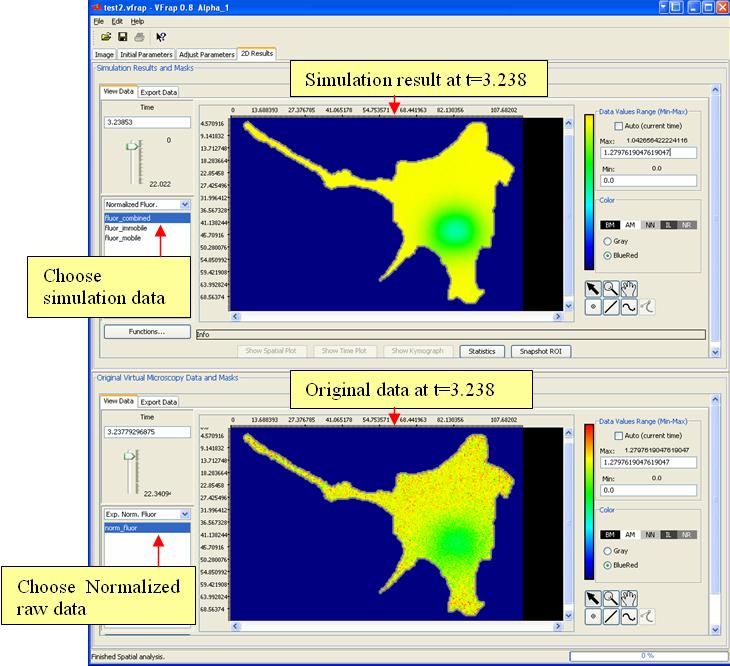 test2.vfrap - VFrap 0.8 Alpha_1
File Edit Help
Image Initial Parameters Adjust Parameters 2D Results
Simulation Results and Masks
Simulation result at t=3.238
View Data Export Data
Time
3.23853
0
22.022
Normalized Fluor.
fluor_combined
fluor_immobile
fluor_mobile
Choose
simulation data
Functions...
0 13.688393 27.376785 41.065178 54.753571 68.441963 82.130356 107.68202
4.570916
9.141832
13.712748
18.283664
22.85458
27.425496
31.996412
36.567328
41.138244
45.70916
50.280076
54.850992
59.421908
63.992824
68.56374
Data Values Range (Min-Max)
Auto (current time)
Max: 1.042656422224116
1.2797619047619047
Min: 0.0
0.0
Color
BM AM NN IL NR
Gray
BlueRed
Info
Show Spatial Plot Show Time Plot Show Kymograph Statistics Snapshot ROI
Original Virtual Microscopy Data and Masks
Original data at t=3.238
View Data Export Data
Time
3.23779296875
22.3409
Exp. Norm. Fluor
norm_fluor
Choose Normalized
raw data
0 13.688393 27.376785 41.065178 54.753571 68.441963 82.130356 107.68202
4.570916
9.141832
13.712748
18.283664
22.85458
27.425496
31.996412
36.567328
41.138244
45.70916
50.280076
54.850992
59.421908
63.992824
68.56374
Data Values Range (Min-Max)
Auto (current time)
Max: 1.2797619047619047
1.2797619047619047
Min: 0.0
0.0
Color
BM AM NN IL NR
Gray
BlueRed
Finished Spatial analysis.
0 %